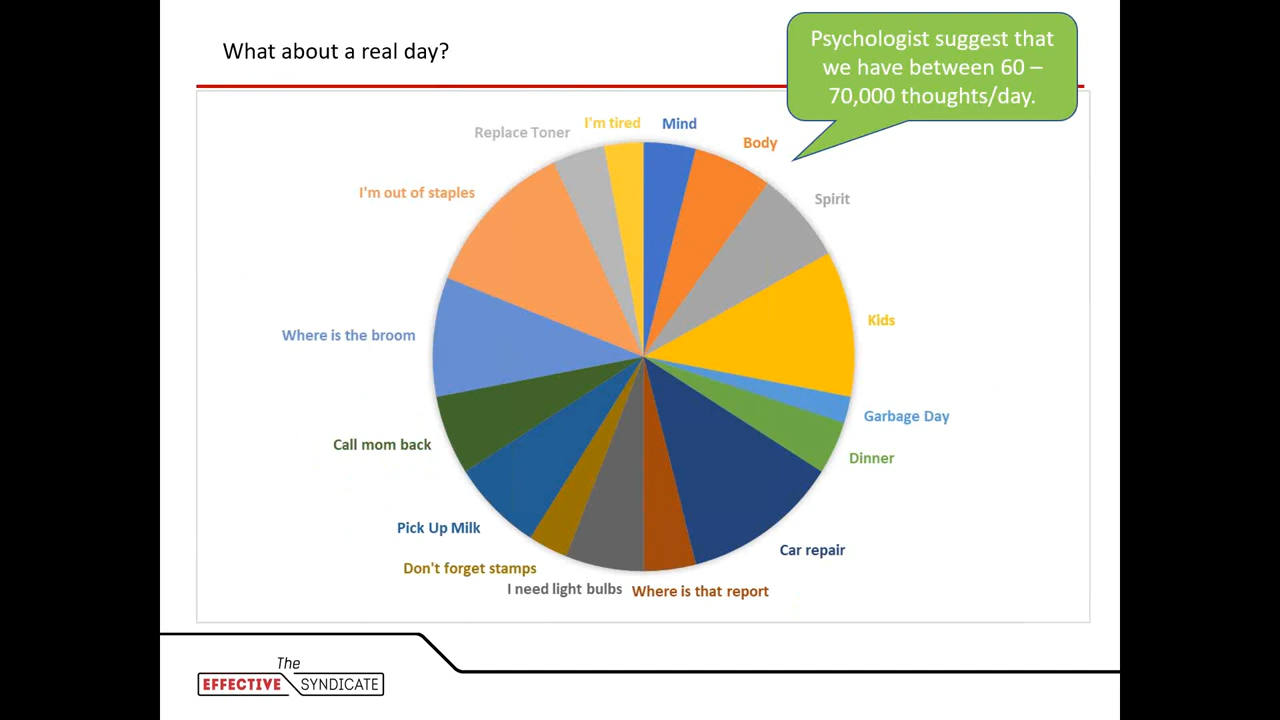 What about a real day?
Psychologist suggest that
we have between 60 –
70,000 thoughts/day.
Mind
Body
Spirit
Kids
Garbage Day
Dinner
Car repair
Where is that report
I need light bulbs
Don't forget stamps
Pick Up Milk
Call mom back
Where is the broom
I'm out of staples
Replace Toner
I'm tired
The
EFFECTIVE SYNDICATE